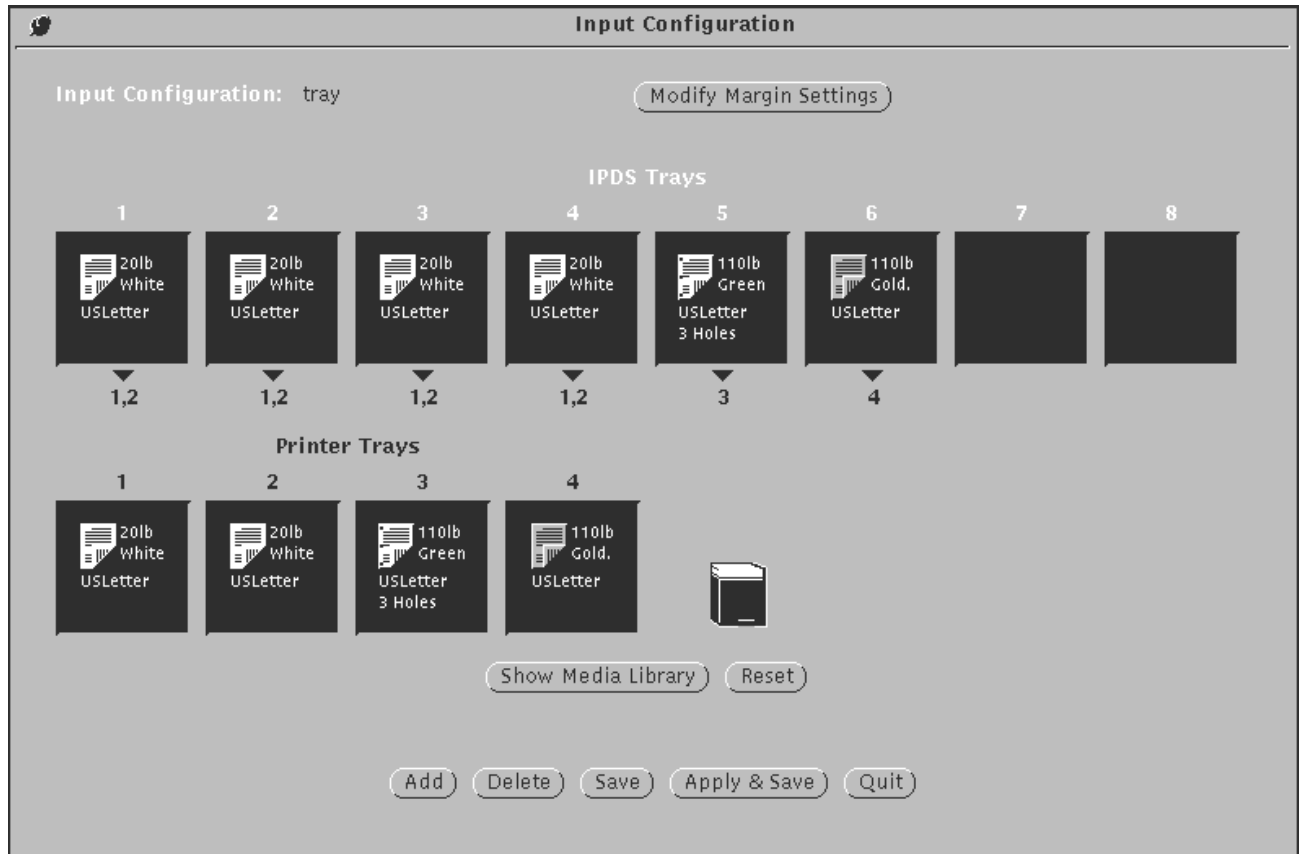 Input Configuration
Input Configuration: tray
Modify Margin Settings
IPDS Trays
1 2 3 4 5 6 7 8
20lb 20lb 20lb 20lb 110lb 110lb
White White White White Green Gold.
USLetter USLetter USLetter USLetter USLetter USLetter
3 Holes
1,2 1,2 1,2 1,2 3 4
Printer Trays
1 2 3 4
20lb 20lb 110lb 110lb
White White Green Gold.
USLetter USLetter USLetter USLetter
3 Holes
Show Media Library Reset
Add Delete Save Apply & Save Quit